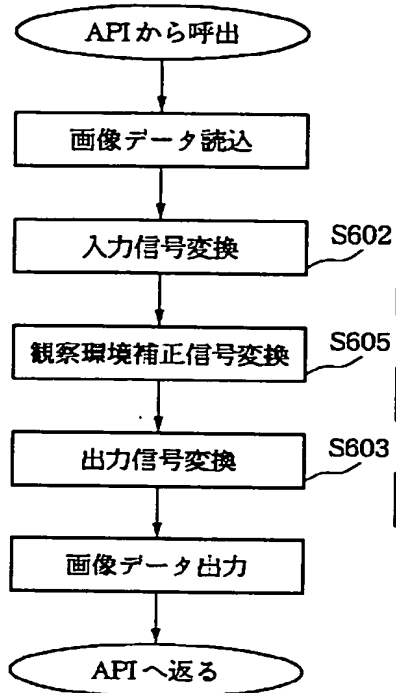 APIから呼出
画像データ読込
入力信号変換
S602
観察環境補正信号変換
S605
出力信号変換
S603
画像データ出力
APIへ返る